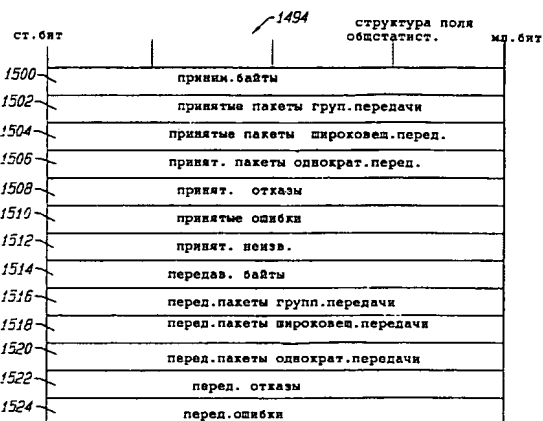 1494
структура поля
общстатист.
ст.бит
мл.бит
1500
приним.байты
1502
принятые пакеты груп.передачи
1504
принятые пакеты широковещ.перед.
1506
принят. пакеты однократ.перед.
1508
принят. отказы
1510
принятые ошибки
1512
принят. неизв.
1514
передав. байты
1516
перед.пакеты групп.передачи
1518
перед.пакеты широковещ.передачи
1520
перед.пакеты однократ.передачи
1522
перед. отказы
1524
перед.ошибки